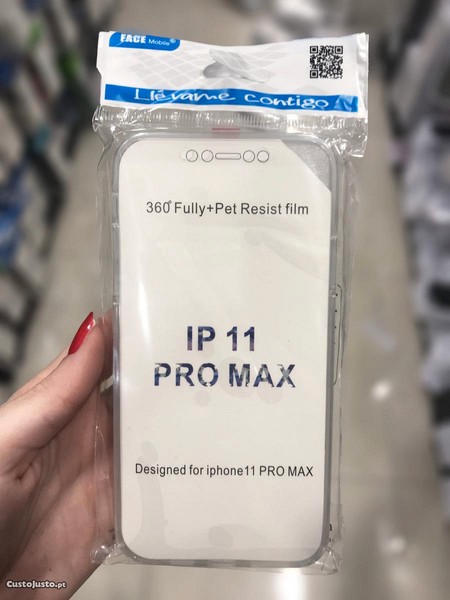 FACE Mobile®
Llévame contigo
360° Fully+Pet Resist film
IP 11
PRO MAX
Designed for iphone11 PRO MAX
CustoJusto.pt